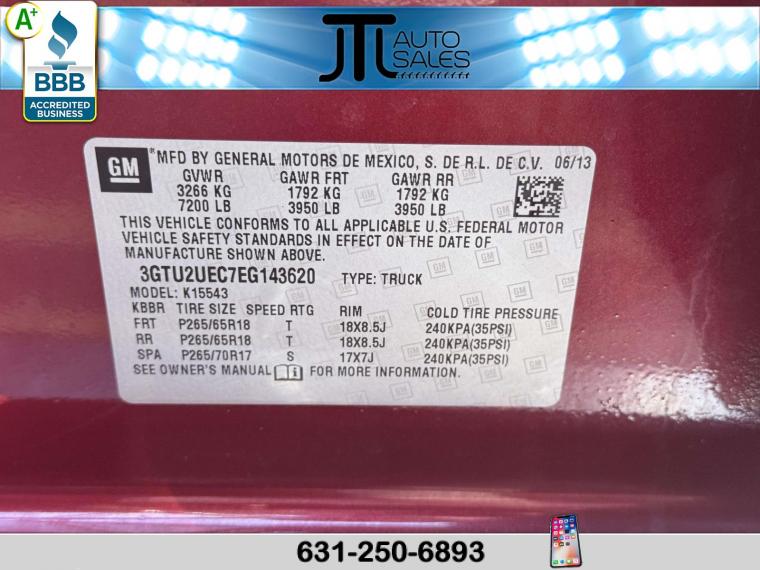 A+
BBB
ACCREDITED
BUSINESS
JTL AUTO
SALES
GM
MFD BY GENERAL MOTORS DE MEXICO, S. DE R.L. DE C.V. 06/13
GVWR GAWR FRT GAWR RR
3266 KG 1792 KG 1792 KG
7200 LB 3950 LB 3950 LB
THIS VEHICLE CONFORMS TO ALL APPLICABLE U.S. FEDERAL MOTOR
VEHICLE SAFETY STANDARDS IN EFFECT ON THE DATE OF
MANUFACTURE SHOWN ABOVE.
3GTU2UEC7EG143620 TYPE: TRUCK
MODEL: K15543
KBBR TIRE SIZE SPEED RTG RIM COLD TIRE PRESSURE
FRT P265/65R18 T 18X8.5J 240KPA(35PSI)
RR P265/65R18 T 18X8.5J 240KPA(35PSI)
SPA P265/70R17 S 17X7J 240KPA(35PSI)
SEE OWNER'S MANUAL FOR MORE INFORMATION.
631-250-6893